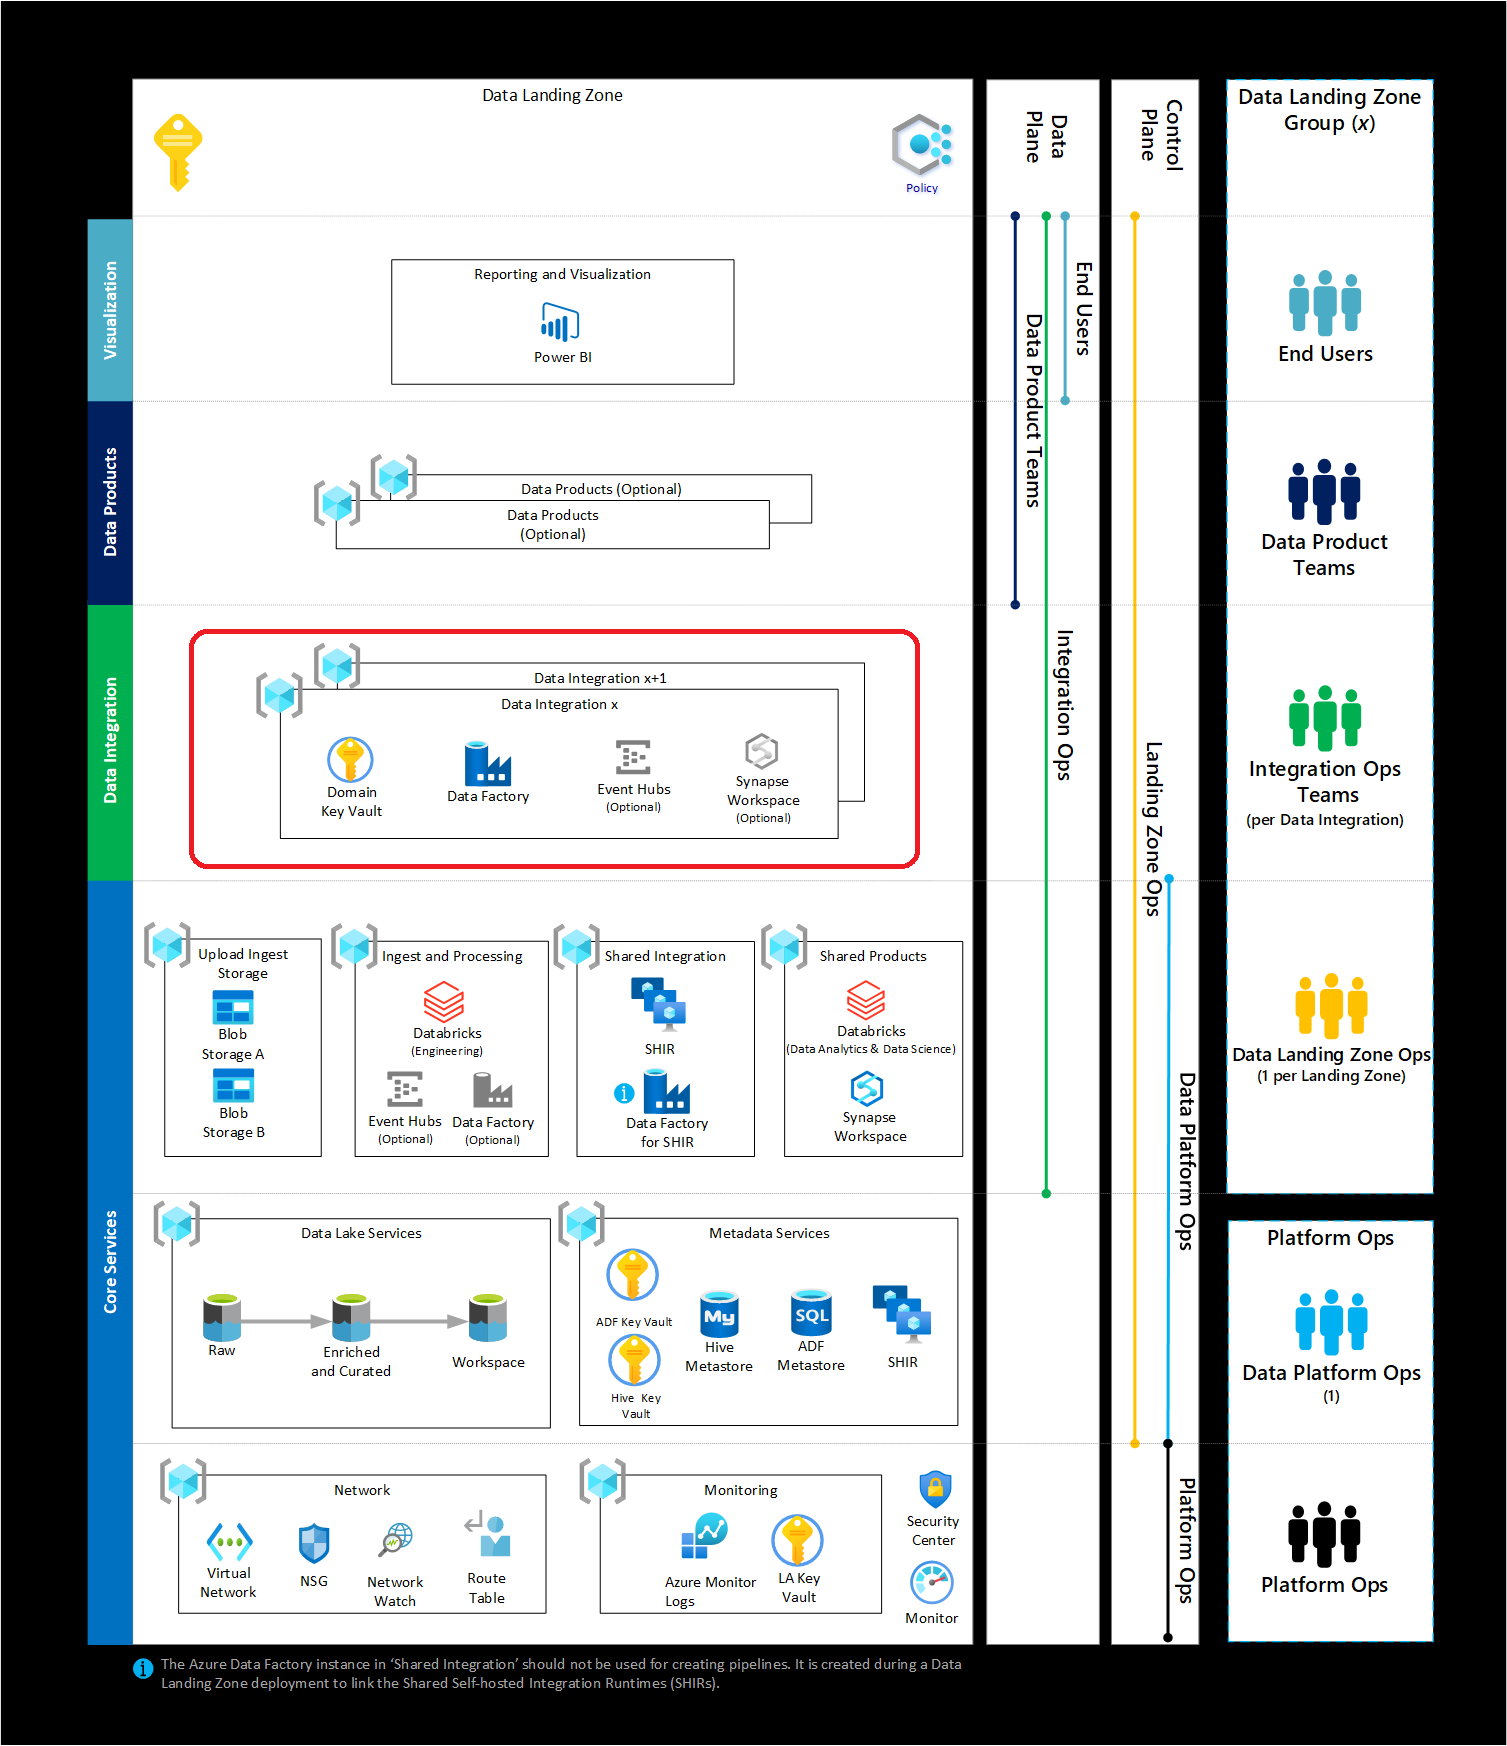 Data Landing Zone
Policy
Data
Plane
Control
Plane
Data Landing Zone
Group (x)
Visualization
Reporting and Visualization
Power BI
End Users
End Users
Data Products
Data Products (Optional)
Data Products
(Optional)
Data Product Teams
Data Product
Teams
Data Integration
Data Integration x+1
Data Integration x
Domain
Key Vault
Data Factory
Event Hubs
(Optional)
Synapse
Workspace
(Optional)
Integration Ops
Landing Zone Ops
Integration Ops
Teams
(per Data Integration)
Core Services
Upload Ingest
Storage
Blob
Storage A
Blob
Storage B
Ingest and Processing
Databricks
(Engineering)
Event Hubs
(Optional)
Data Factory
(Optional)
Shared Integration
SHIR
Data Factory
for SHIR
Shared Products
Databricks
(Data Analytics & Data Science)
Synapse
Workspace
Data Platform Ops
Data Landing Zone Ops
(1 per Landing Zone)
Data Lake Services
Raw
Enriched
and Curated
Workspace
Metadata Services
ADF Key Vault
Hive Key
Vault
My
Hive
Metastore
SQL
ADF
Metastore
SHIR
Platform Ops
Data Platform Ops
(1)
Network
Virtual
Network
NSG
Network
Watch
Route
Table
Monitoring
Azure Monitor
Logs
LA Key
Vault
Security
Center
Monitor
Platform Ops
Platform Ops
The Azure Data Factory instance in ‘Shared Integration’ should not be used for creating pipelines. It is created during a Data
Landing Zone deployment to link the Shared Self-hosted Integration Runtimes (SHIRs).